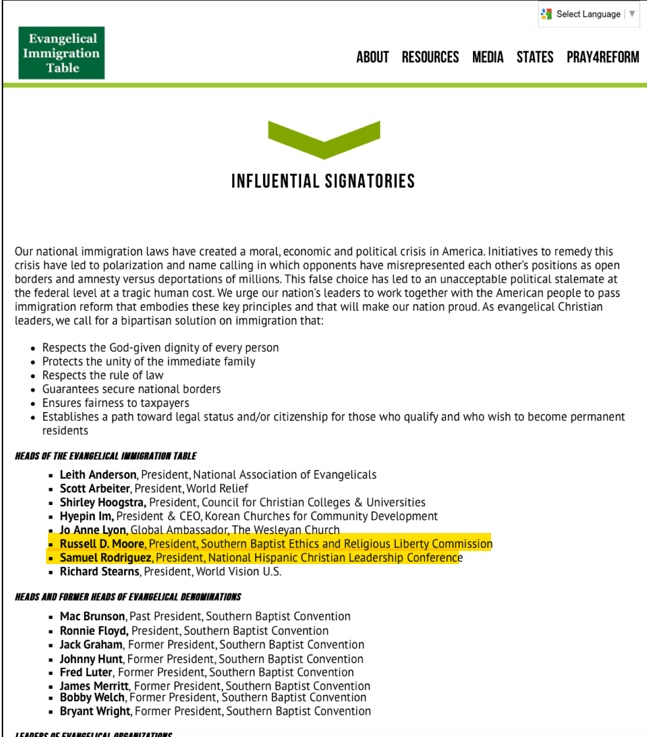 Select Language | ▼
Evangelical
Immigration
Table
ABOUT RESOURCES MEDIA STATES PRAY4REFORM
INFLUENTIAL SIGNATORIES
Our national immigration laws have created a moral, economic and political crisis in America. Initiatives to remedy this
crisis have led to polarization and name calling in which opponents have misrepresented each other's positions as open
borders and amnesty versus deportations of millions. This false choice has led to an unacceptable political stalemate at
the federal level at a tragic human cost. We urge our nation's leaders to work together with the American people to pass
immigration reform that embodies these key principles and that will make our nation proud. As evangelical Christian
leaders, we call for a bipartisan solution on immigration that:
• Respects the God-given dignity of every person
• Protects the unity of the immediate family
• Respects the rule of law
• Guarantees secure national borders
• Ensures fairness to taxpayers
• Establishes a path toward legal status and/or citizenship for those who qualify and who wish to become permanent
residents
HEADS OF THE EVANGELICAL IMMIGRATION TABLE
▪ Leith Anderson, President, National Association of Evangelicals
▪ Scott Arbeiter, President, World Relief
▪ Shirley Hoogstra, President, Council for Christian Colleges & Universities
▪ Hyepin Im, President & CEO, Korean Churches for Community Development
▪ Jo Anne Lyon, Global Ambassador, The Wesleyan Church
▪ Russell D. Moore, President, Southern Baptist Ethics and Religious Liberty Commission
▪ Samuel Rodriguez, President, National Hispanic Christian Leadership Conference
▪ Richard Stearns, President, World Vision U.S.
HEADS AND FORMER HEADS OF EVANGELICAL DENOMINATIONS
▪ Mac Brunson, Past President, Southern Baptist Convention
▪ Ronnie Floyd, President, Southern Baptist Convention
▪ Jack Graham, Former President, Southern Baptist Convention
▪ Johnny Hunt, Former President, Southern Baptist Convention
▪ Fred Luter, Former President, Southern Baptist Convention
▪ James Merritt, Former President, Southern Baptist Convention
▪ Bobby Welch, Former President, Southern Baptist Convention
▪ Bryant Wright, Former President, Southern Baptist Convention
LEADERS OF EVANGELICAL ORGANIZATIONS